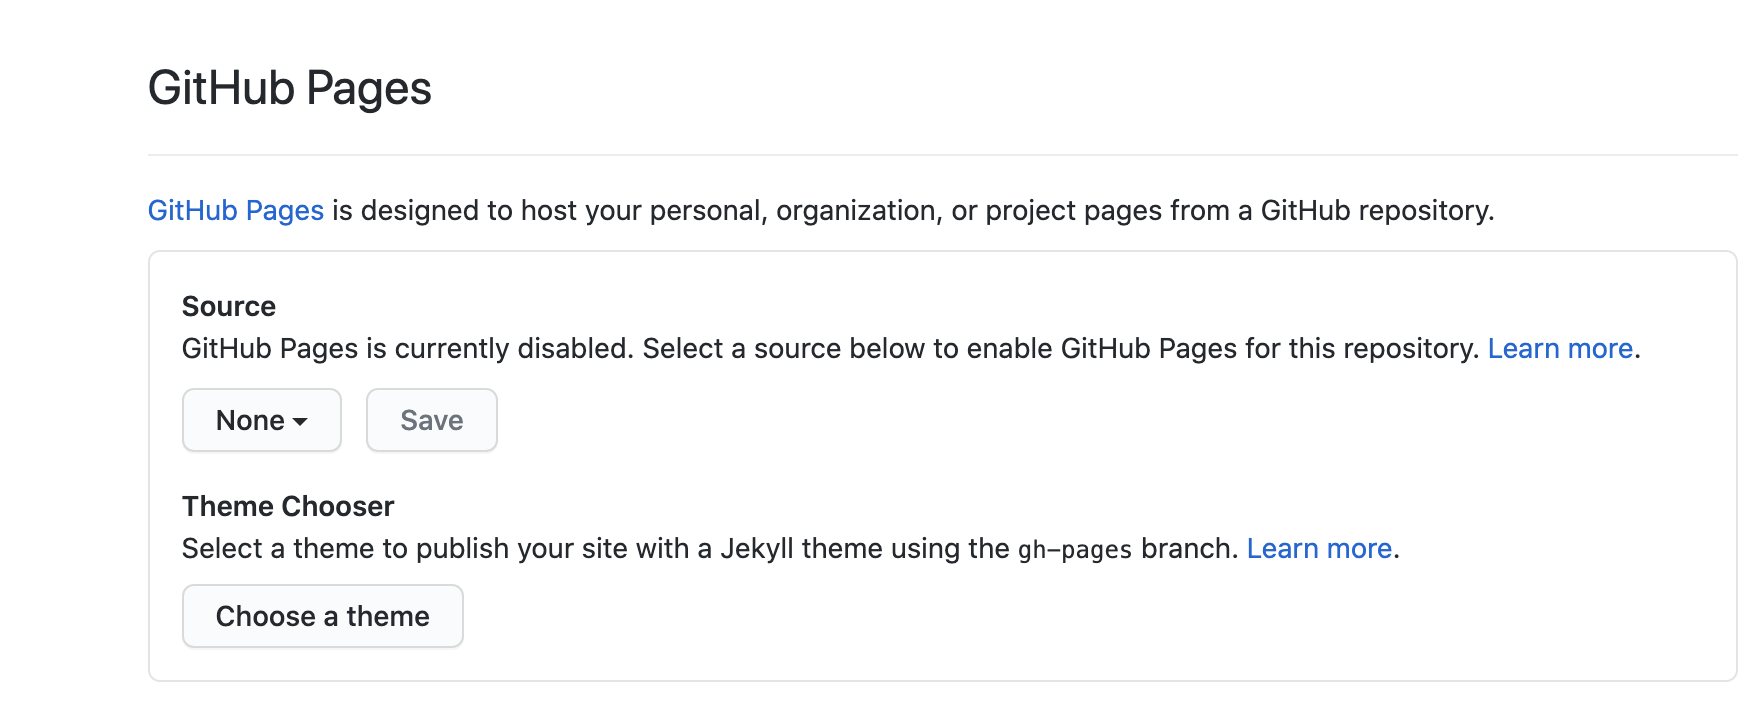 GitHub Pages
GitHub Pages is designed to host your personal, organization, or project pages from a GitHub repository.
Source
GitHub Pages is currently disabled. Select a source below to enable GitHub Pages for this repository. Learn more.
None Save
Theme Chooser
Select a theme to publish your site with a Jekyll theme using the gh-pages branch. Learn more.
Choose a theme